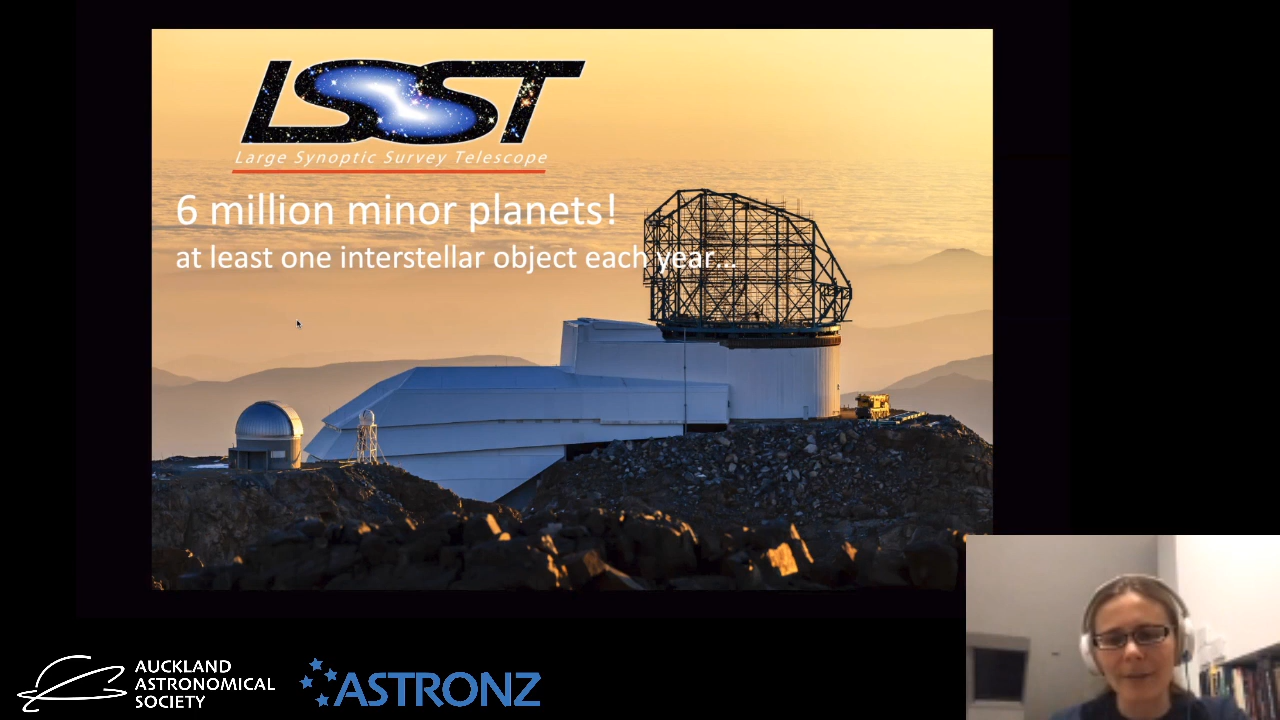 LSST
Large Synoptic Survey Telescope
6 million minor planets!
at least one interstellar object each year...
AUCKLAND
ASTRONOMICAL
SOCIETY
ASTRONZ